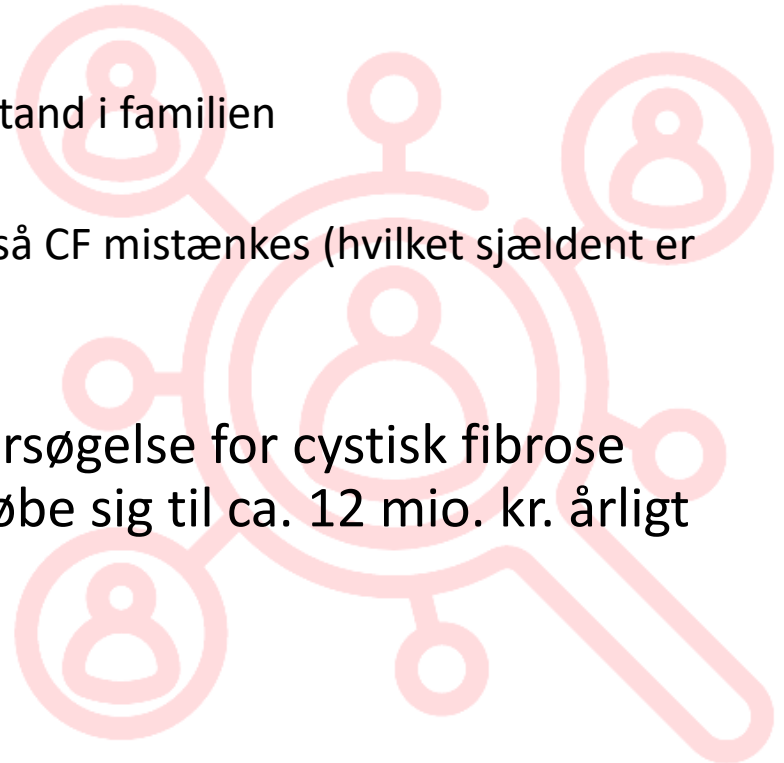 tand i familien
så CF mistænkes (hvilket sjældent er
rsøgelse for cystisk fibrose
øbe sig til ca. 12 mio. kr. årligt